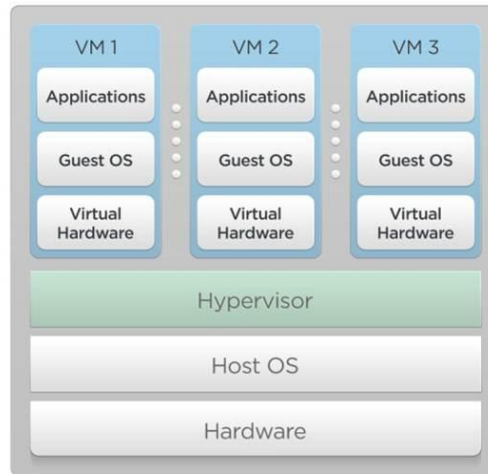 VM 1
VM 2
VM 3
Applications
Applications
Applications
Guest OS
Guest OS
Guest OS
Virtual
Hardware
Virtual
Hardware
Virtual
Hardware
Hypervisor
Host OS
Hardware